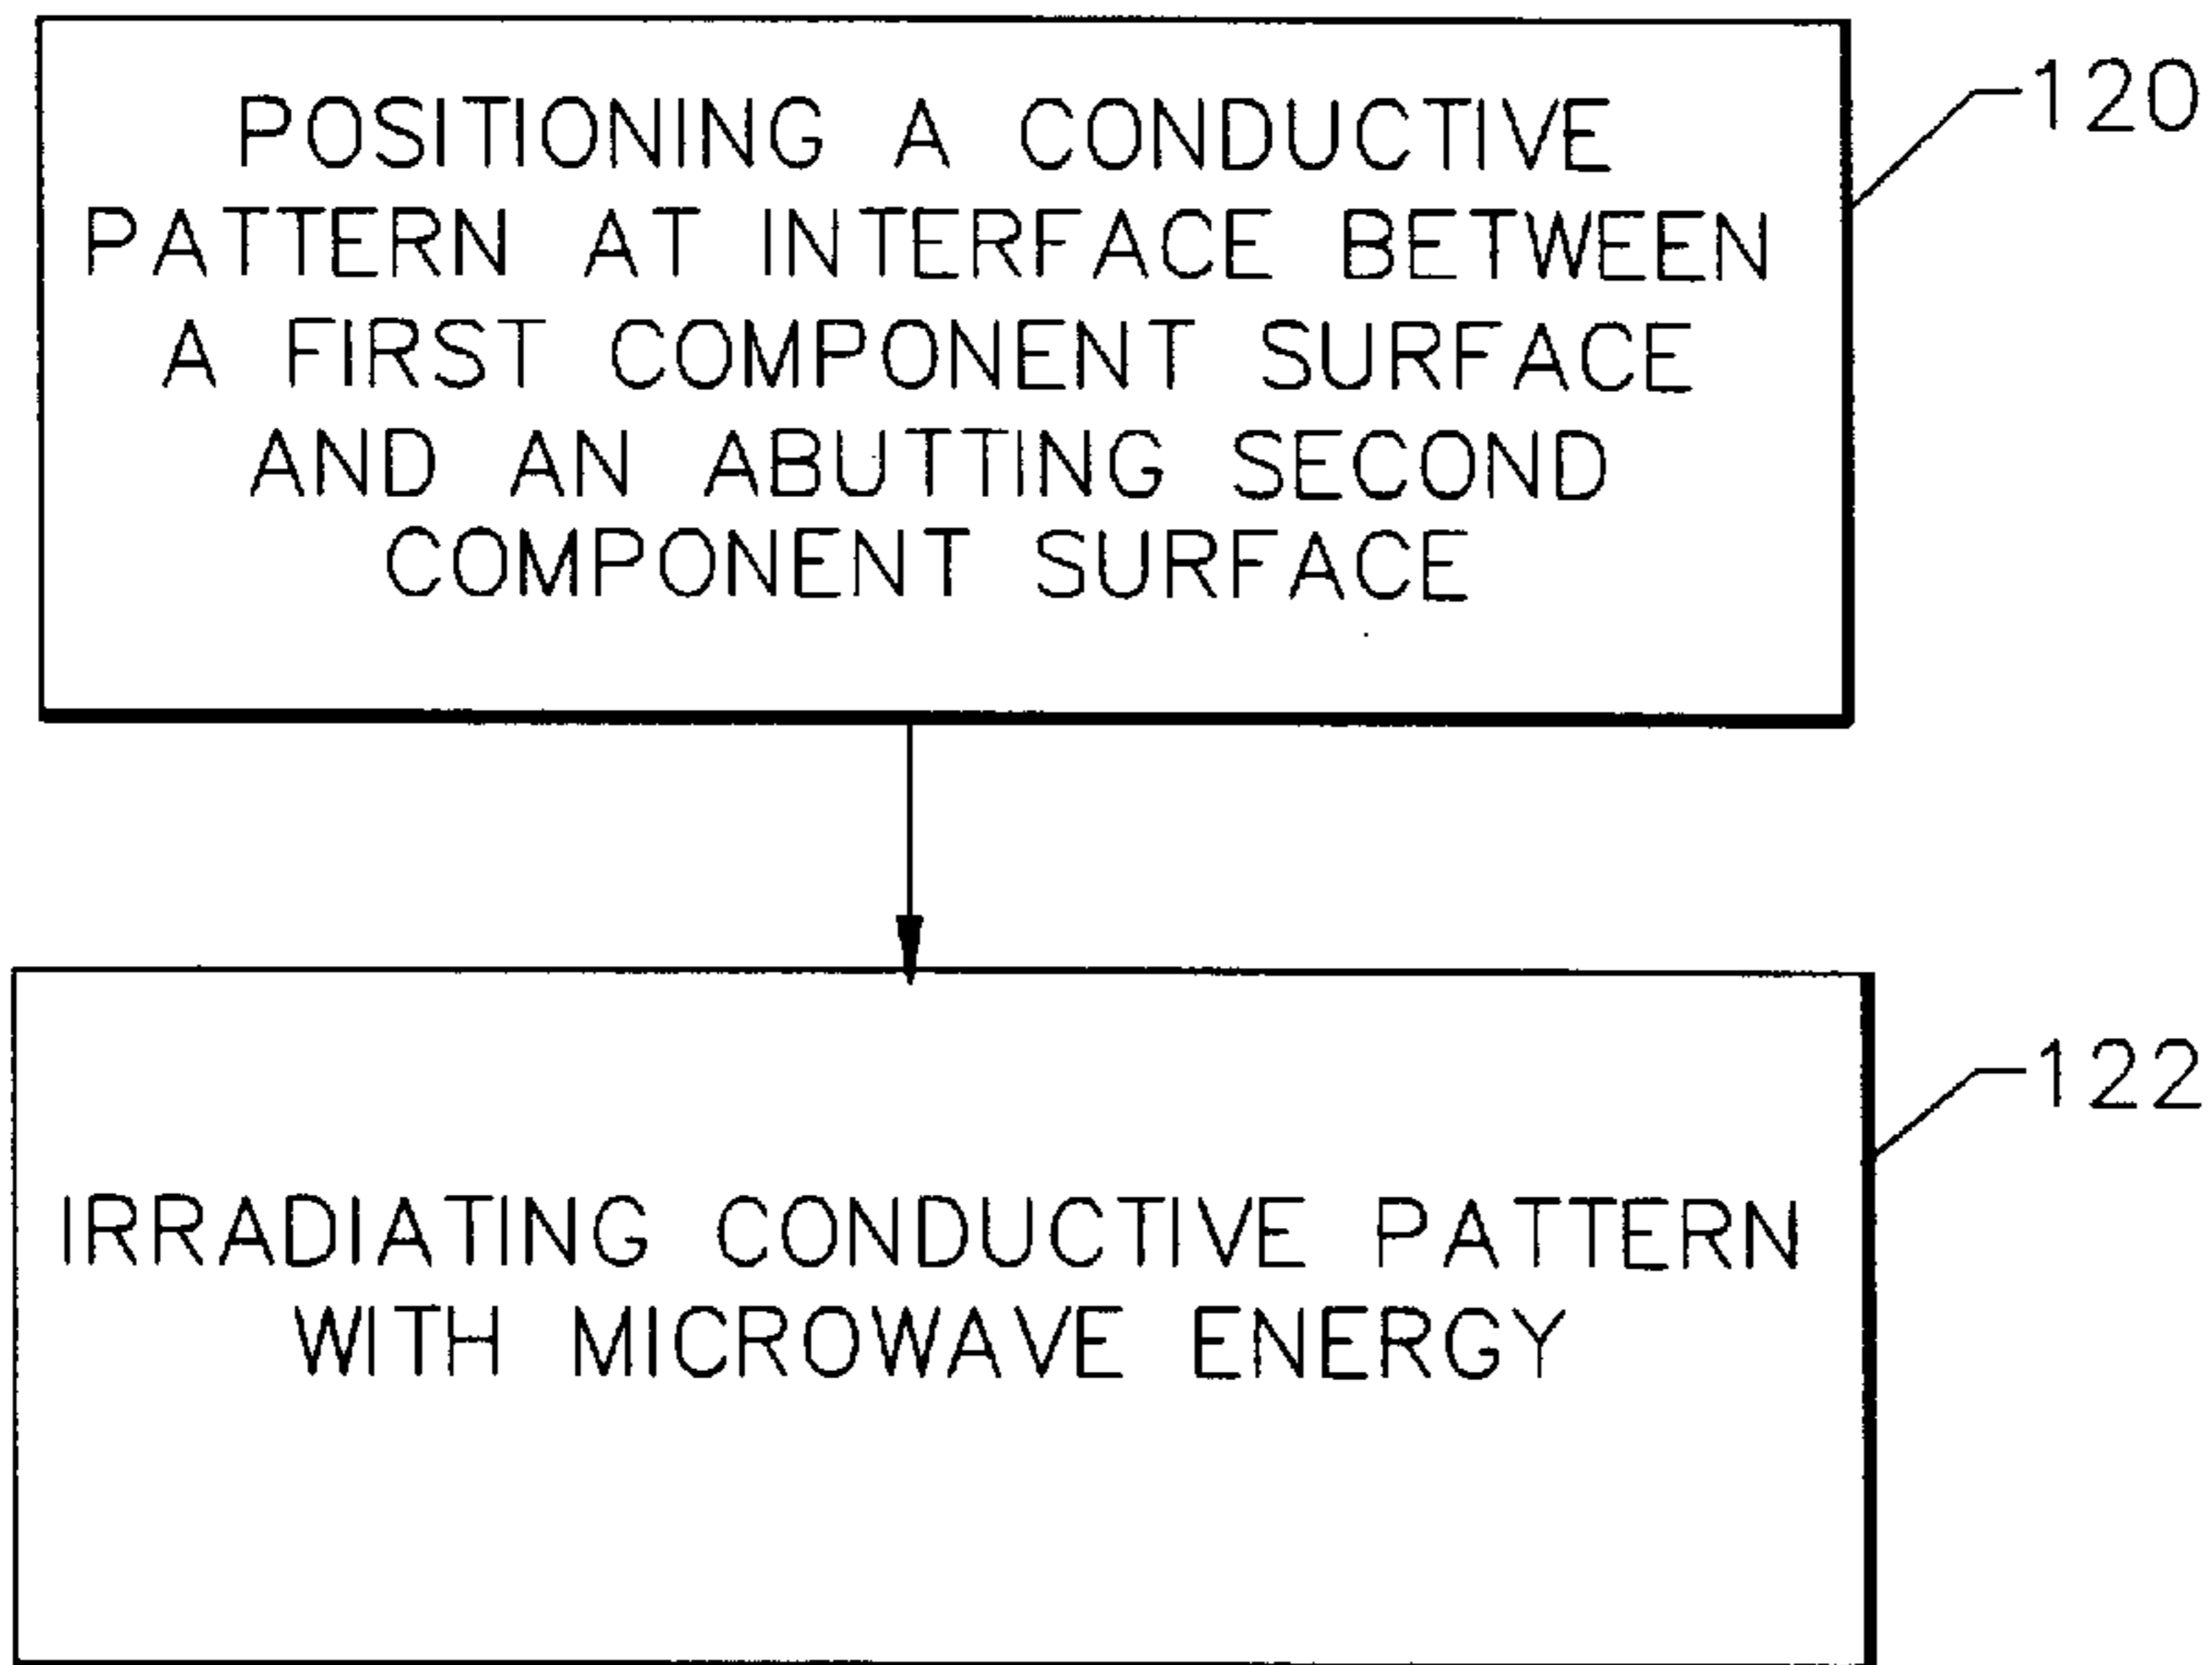 POSITIONING A CONDUCTIVE
PATTERN AT INTERFACE BETWEEN
A FIRST COMPONENT SURFACE
AND AN ABUTTING SECOND
COMPONENT SURFACE
120
IRRADIATING CONDUCTIVE PATTERN
WITH MICROWAVE ENERGY
122